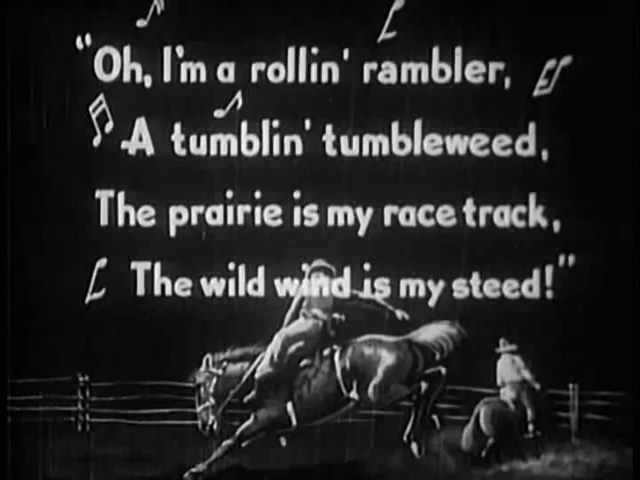 "Oh, I'm a rollin' rambler,
A tumblin' tumbleweed,
The prairie is my race track,
The wild wind is my steed!"